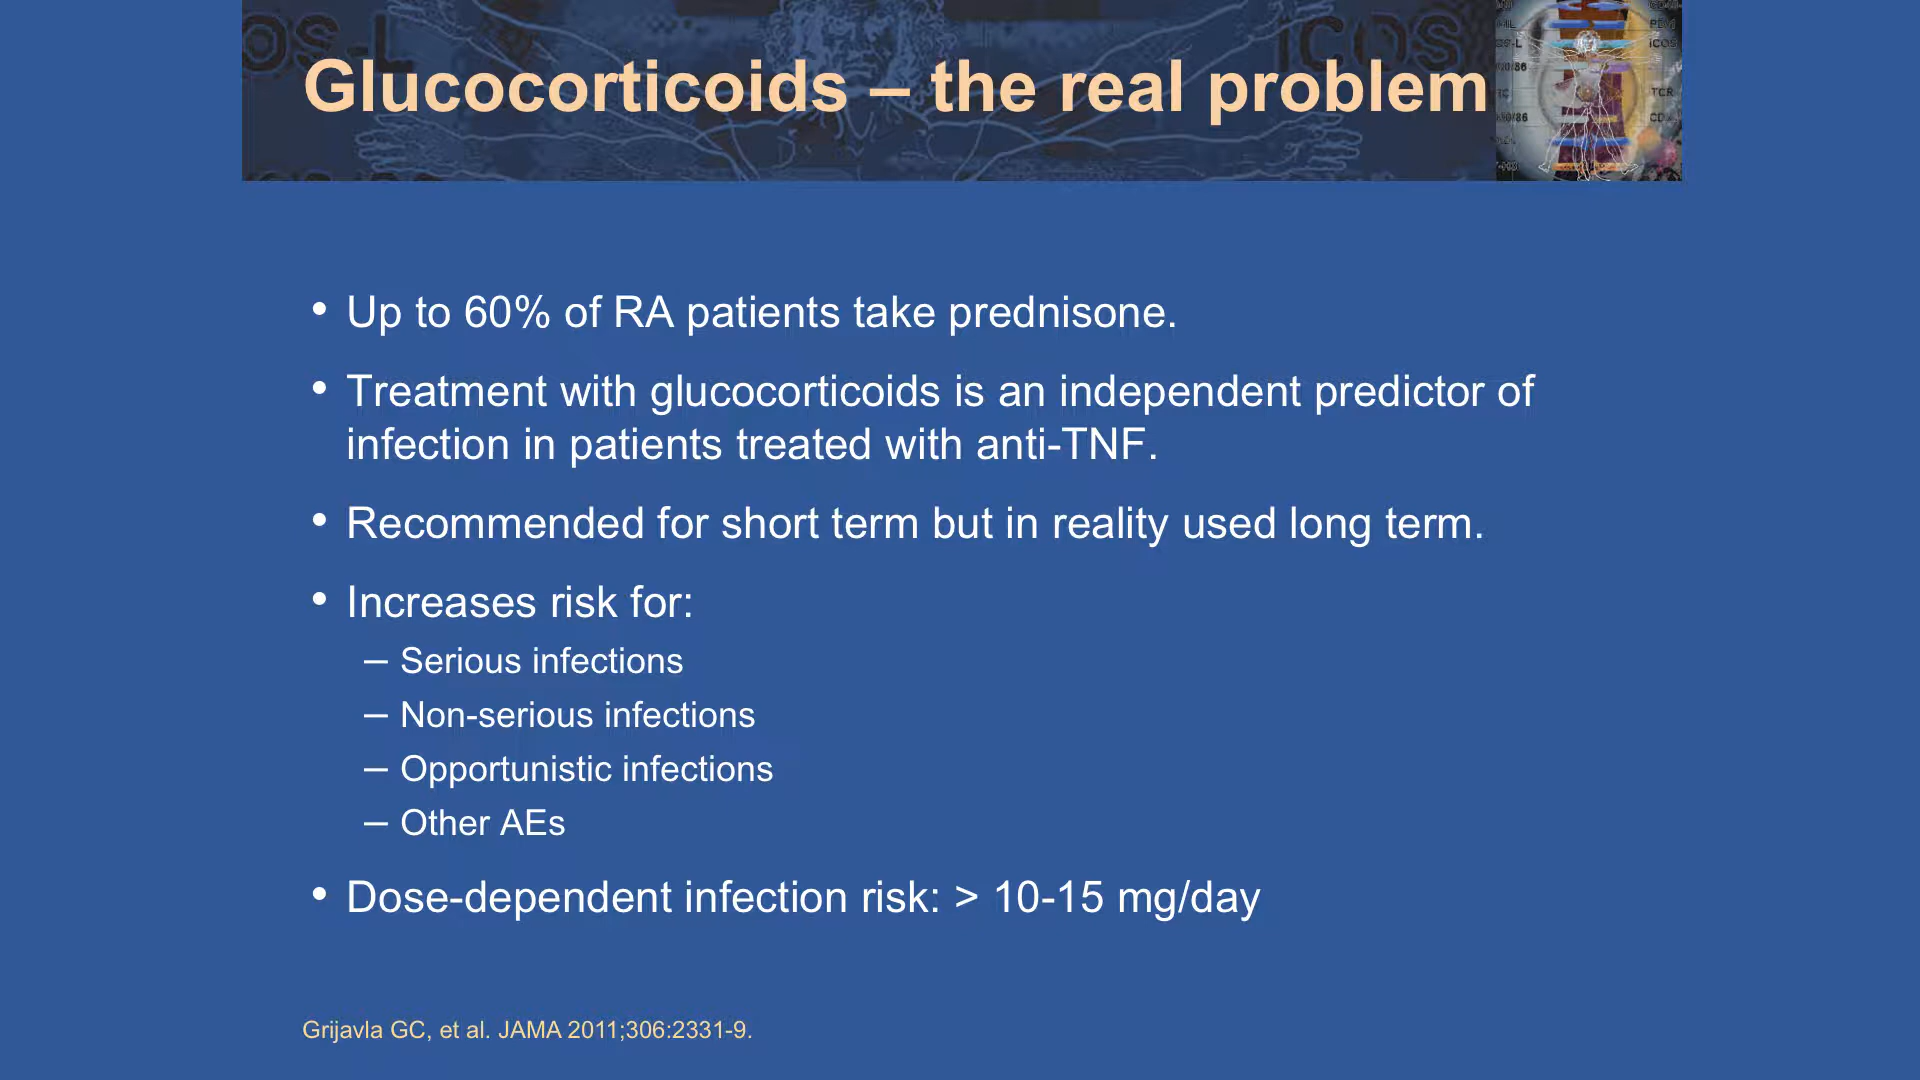 Glucocorticoids – the real problem
• Up to 60% of RA patients take prednisone.
• Treatment with glucocorticoids is an independent predictor of
infection in patients treated with anti-TNF.
• Recommended for short term but in reality used long term.
• Increases risk for:
– Serious infections
– Non-serious infections
– Opportunistic infections
– Other AEs
• Dose-dependent infection risk: > 10-15 mg/day
Grijavla GC, et al. JAMA 2011;306:2331-9.